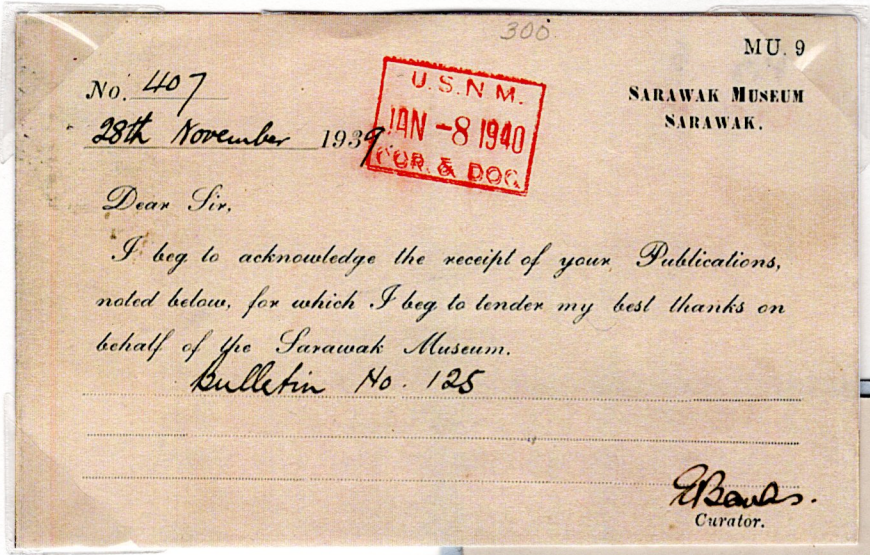 300
MU. 9
No. 407
SARAWAK MUSEUM
SARAWAK.
28th November 1939
U.S.N.M.
JAN -8 1940
COR. & DOC.
Dear Sir,
I beg to acknowledge the receipt of your Publications,
noted below, for which I beg to tender my best thanks on
behalf of the Sarawak Museum.
Bulletin No. 125
E Banks.
Curator.